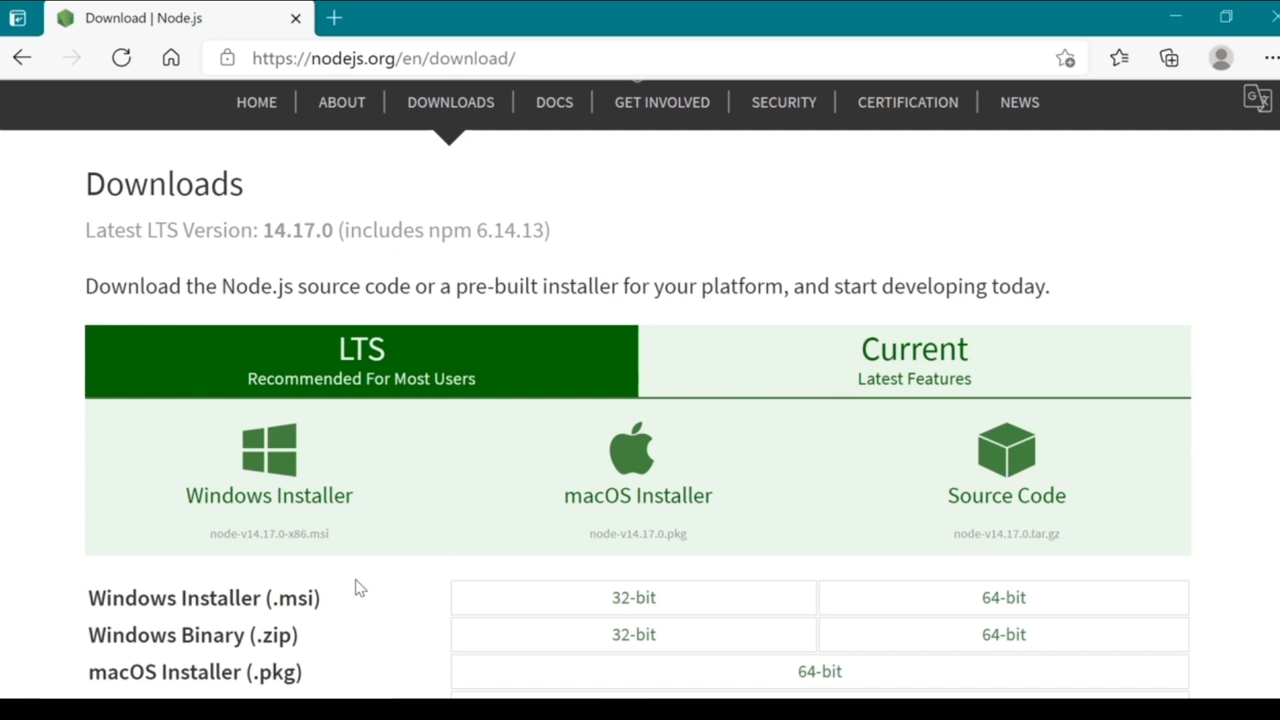 Download | Node.js
https://nodejs.org/en/download/
HOME | ABOUT | DOWNLOADS | DOCS | GET INVOLVED | SECURITY | CERTIFICATION | NEWS
Downloads
Latest LTS Version: 14.17.0 (includes npm 6.14.13)
Download the Node.js source code or a pre-built installer for your platform, and start developing today.
LTS
Recommended For Most Users
Current
Latest Features
Windows Installer
node-v14.17.0-x86.msi
macOS Installer
node-v14.17.0.pkg
Source Code
node-v14.17.0.tar.gz
Windows Installer (.msi) 32-bit 64-bit
Windows Binary (.zip) 32-bit 64-bit
macOS Installer (.pkg) 64-bit